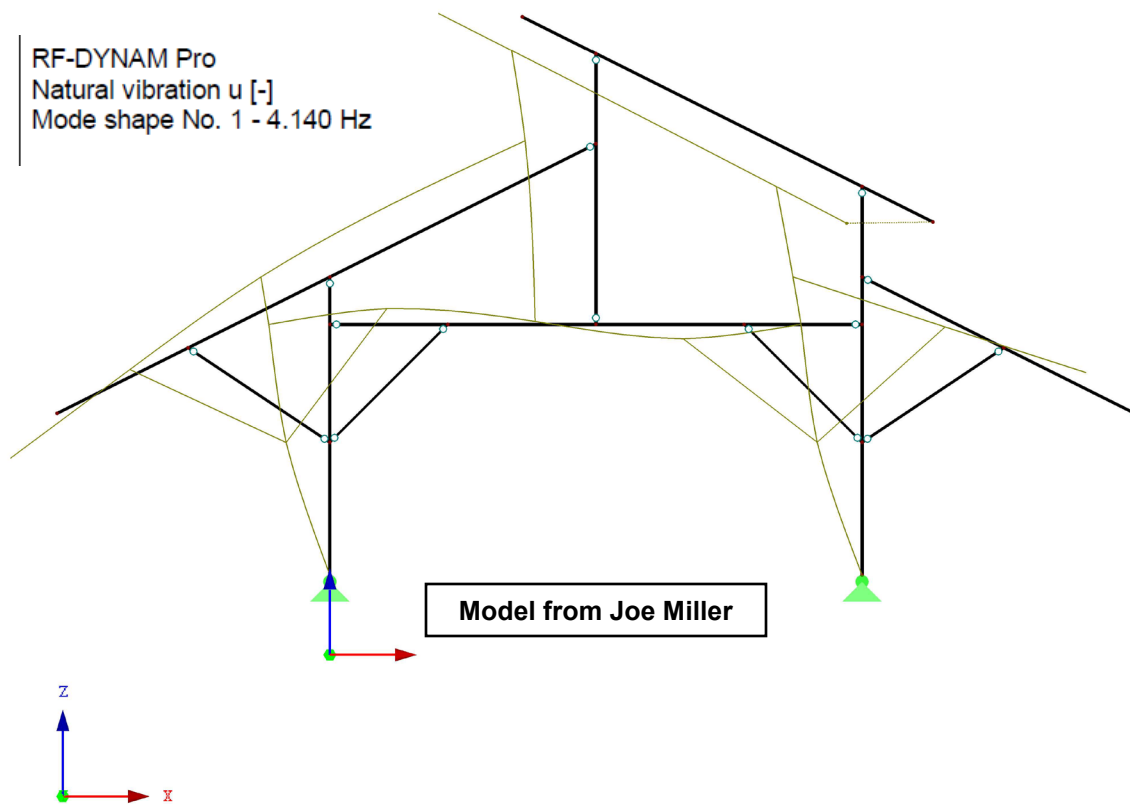 RF-DYNAM Pro
Natural vibration u [-]
Mode shape No. 1 - 4.140 Hz
Model from Joe Miller
Z
X